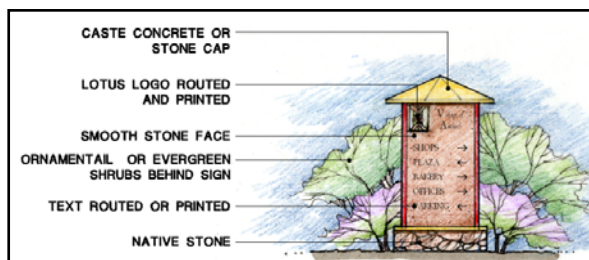 CASTE CONCRETE OR
STONE CAP
LOTUS LOGO ROUTED
AND PRINTED
SMOOTH STONE FACE
ORNAMENTAIL OR EVERGREEN
SHRUBS BEHIND SIGN
TEXT ROUTED OR PRINTED
NATIVE STONE
SHOPS →
PLAZA ←
BAKERY →
OFFICES →
←